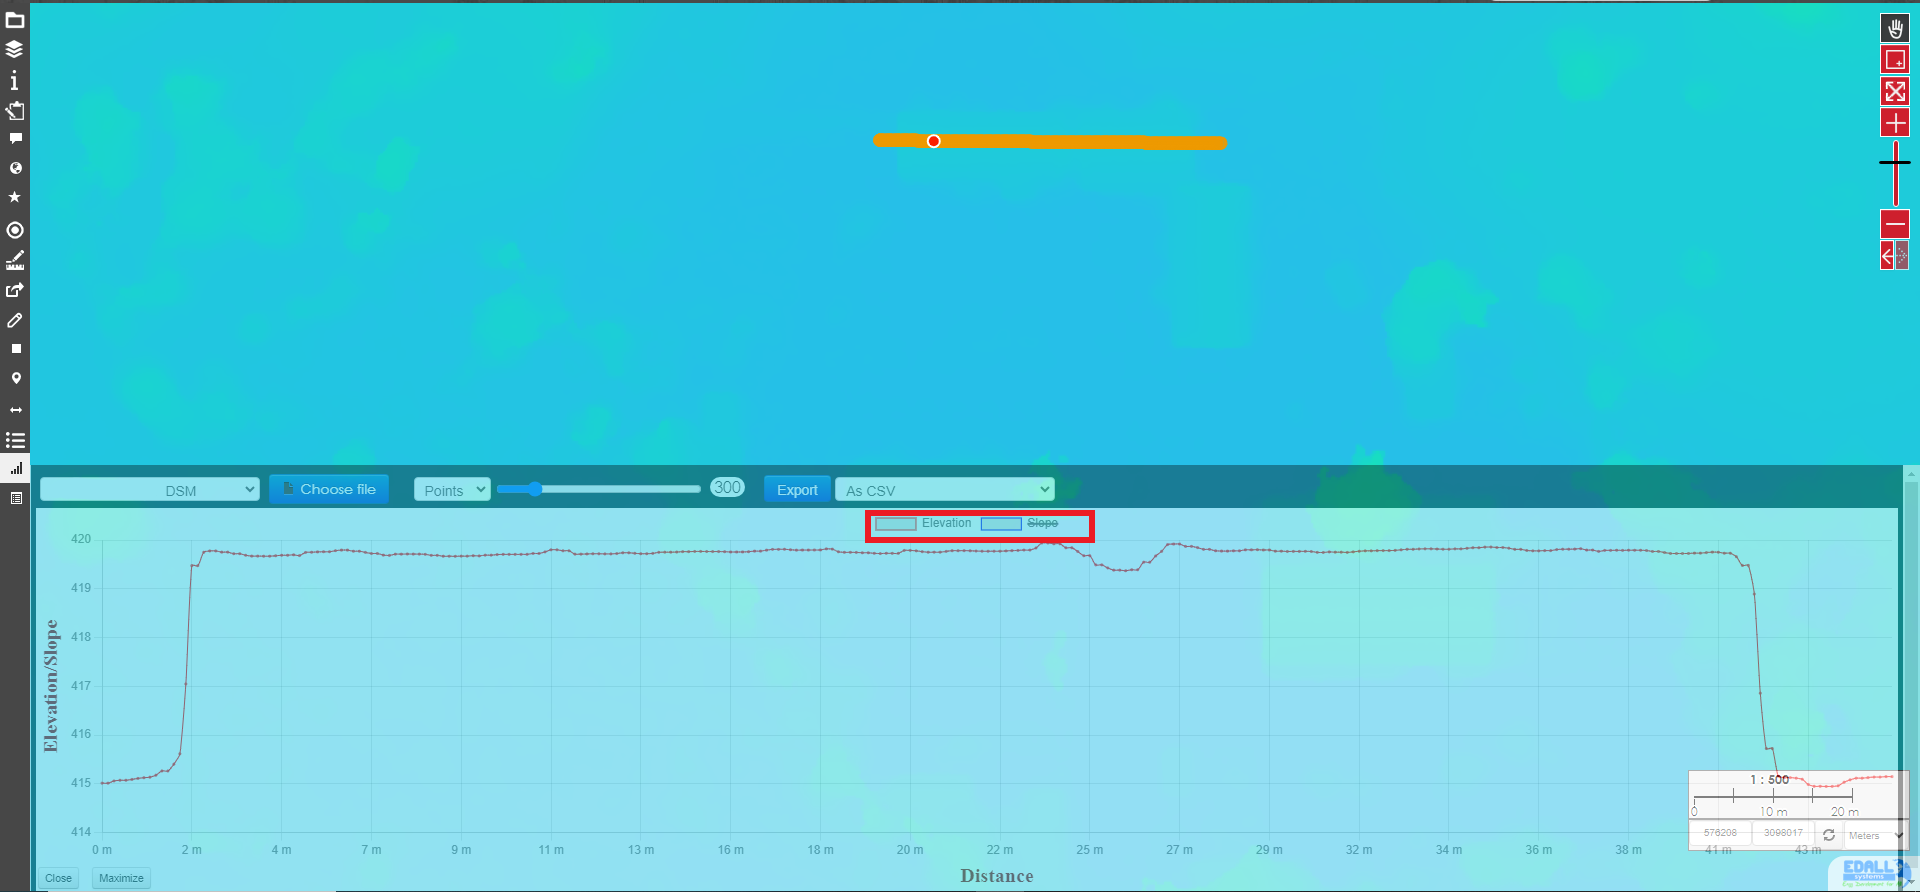 DSM Choose file Points 300 Export As CSV
Elevation Slope
420
419
418
417
416
415
414
Elevation/Slope
0 m 2 m 4 m 7 m 9 m 11 m 13 m 16 m 18 m 20 m 22 m 25 m 27 m 29 m 32 m 34 m 36 m 38 m 41 m 43 m
Distance
1 : 500
0 10 m 20 m
576208 3098017 Meters
Close Maximize
EDALL
systems